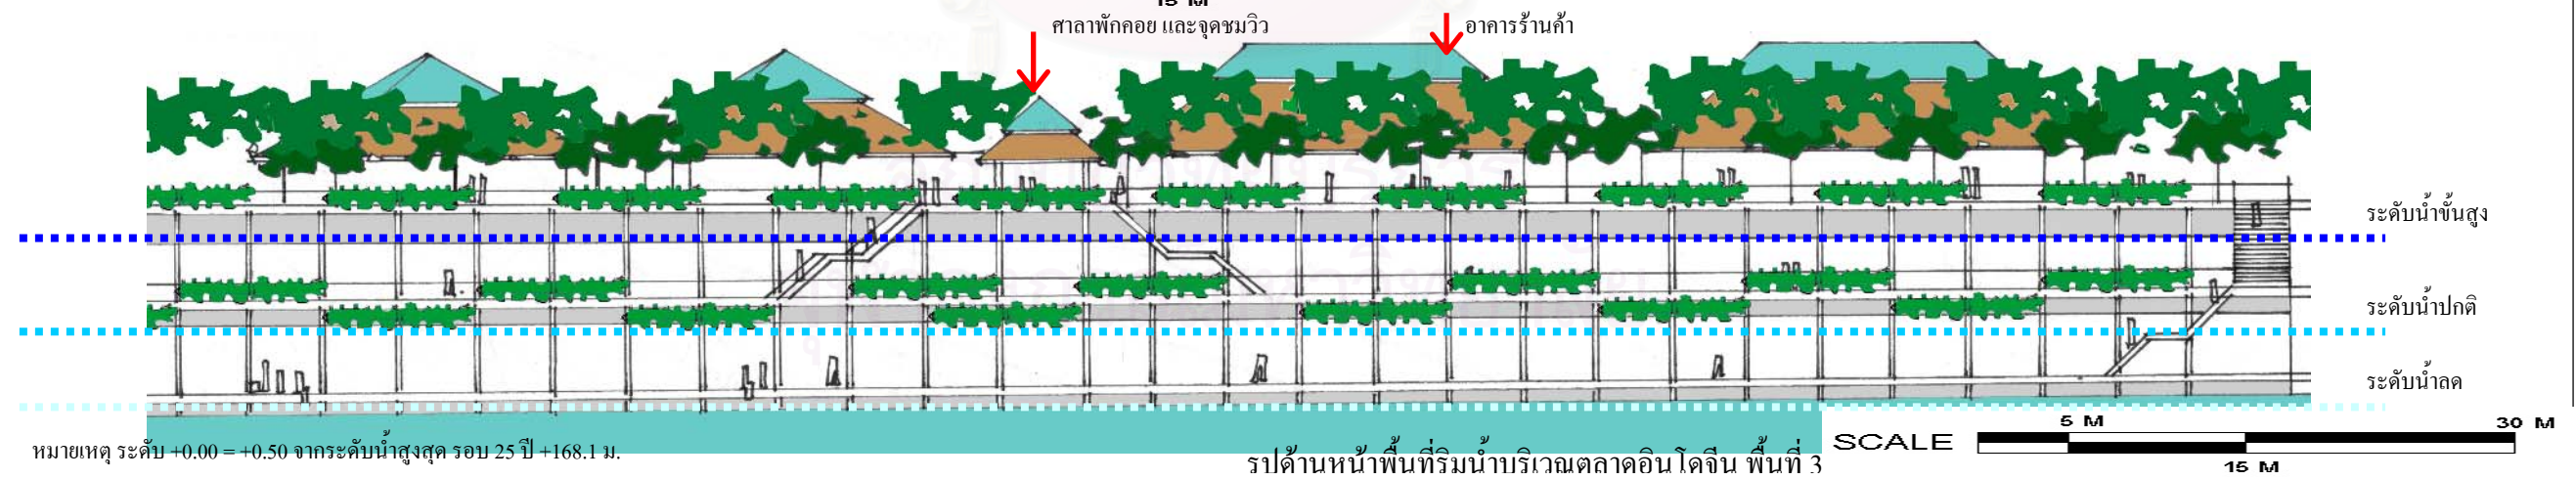 15 M
ศาลาพักคอย และจุดชมวิว
อาคารร้านค้า
ระดับน้ำขั้นสูง
ระดับน้ำปกติ
ระดับน้ำลด
หมายเหตุ ระดับ +0.00 = +0.50 จากระดับน้ำสูงสุด รอบ 25 ปี +168.1 ม.
รูปด้านหน้าพื้นที่ริมน้ำบริเวณตลาดอินโดจีน พื้นที่ 3
SCALE
5 M
30 M
15 M